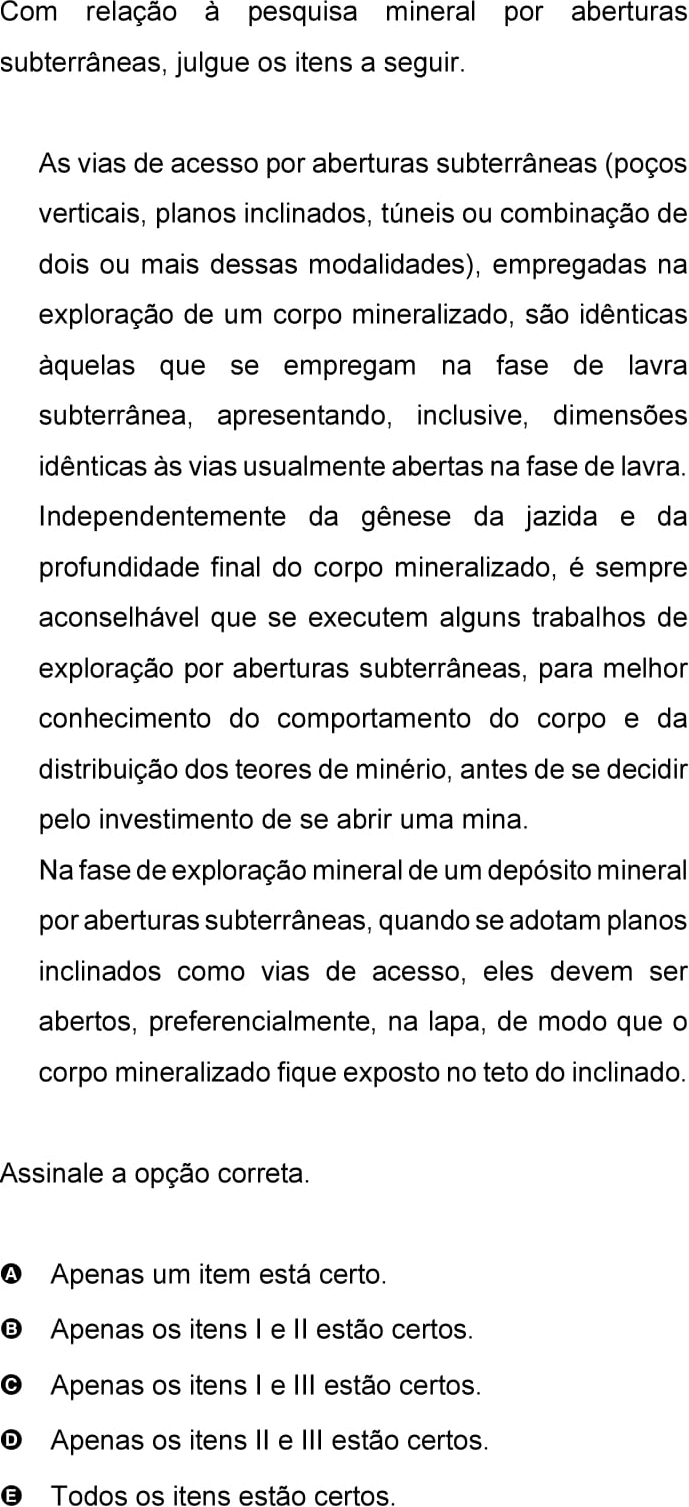 Com relação à pesquisa mineral por aberturas
subterrâneas, julgue os itens a seguir.
As vias de acesso por aberturas subterrâneas (poços
verticais, planos inclinados, túneis ou combinação de
dois ou mais dessas modalidades), empregadas na
exploração de um corpo mineralizado, são idênticas
àquelas que se empregam na fase de lavra
subterrânea, apresentando, inclusive, dimensões
idênticas às vias usualmente abertas na fase de lavra.
Independentemente da gênese da jazida e da
profundidade final do corpo mineralizado, é sempre
aconselhável que se executem alguns trabalhos de
exploração por aberturas subterrâneas, para melhor
conhecimento do comportamento do corpo e da
distribuição dos teores de minério, antes de se decidir
pelo investimento de se abrir uma mina.
Na fase de exploração mineral de um depósito mineral
por aberturas subterrâneas, quando se adotam planos
inclinados como vias de acesso, eles devem ser
abertos, preferencialmente, na lapa, de modo que o
corpo mineralizado fique exposto no teto do inclinado.
Assinale a opção correta.
A Apenas um item está certo.
B Apenas os itens I e II estão certos.
C Apenas os itens I e III estão certos.
D Apenas os itens II e III estão certos.
E Todos os itens estão certos.